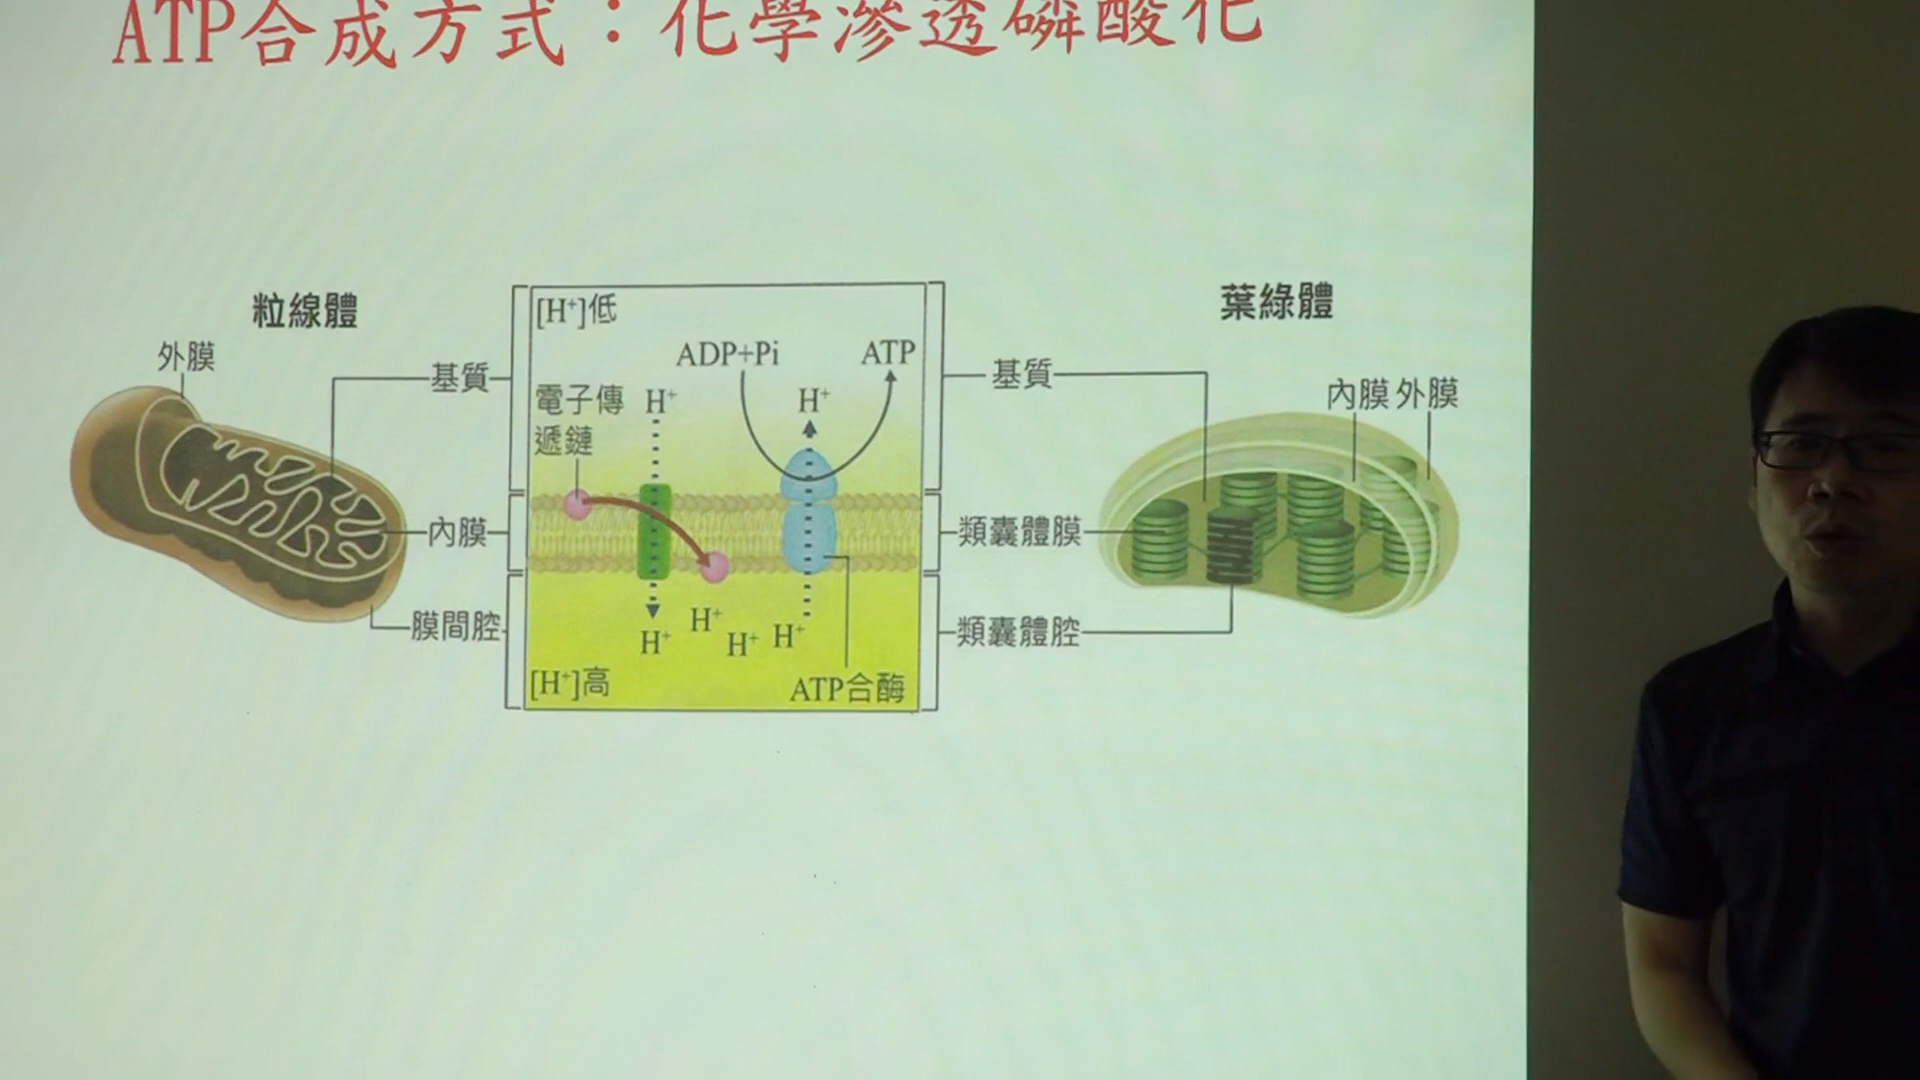 ATP合成方式：化學滲透磷酸化
粒線體
外膜
基質
內膜
膜間腔
[H⁺]低
ADP+Pi
ATP
電子傳
遞鏈
H⁺
H⁺
H⁺
H⁺
H⁺
H⁺
[H⁺]高
ATP合酶
葉綠體
基質
內膜
外膜
類囊體膜
類囊體腔